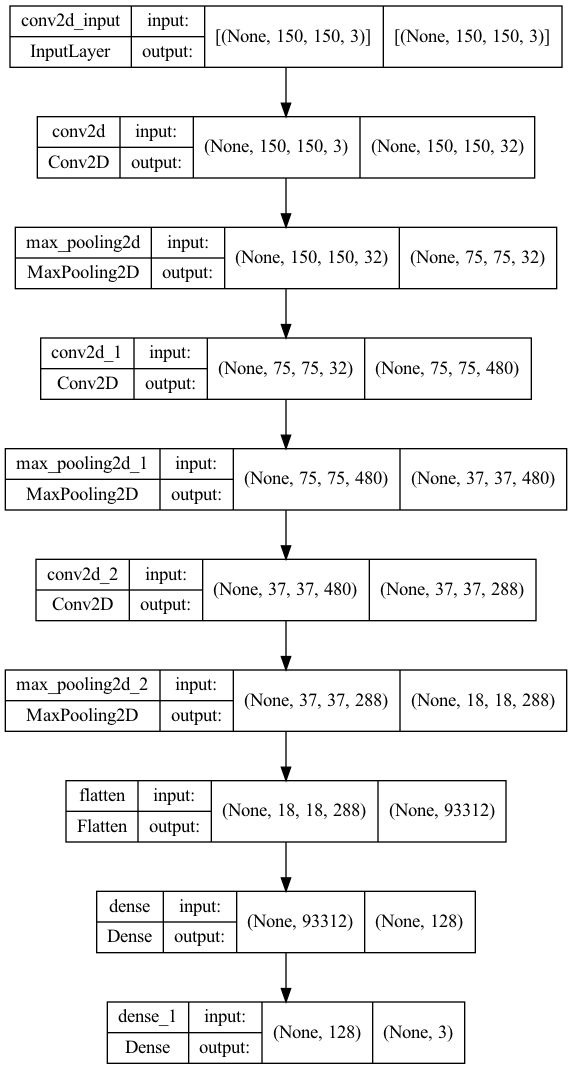 conv2d_input input: [(None, 150, 150, 3)] [(None, 150, 150, 3)]
InputLayer output:
conv2d input: (None, 150, 150, 3) (None, 150, 150, 32)
Conv2D output:
max_pooling2d input: (None, 150, 150, 32) (None, 75, 75, 32)
MaxPooling2D output:
conv2d_1 input: (None, 75, 75, 32) (None, 75, 75, 480)
Conv2D output:
max_pooling2d_1 input: (None, 75, 75, 480) (None, 37, 37, 480)
MaxPooling2D output:
conv2d_2 input: (None, 37, 37, 480) (None, 37, 37, 288)
Conv2D output:
max_pooling2d_2 input: (None, 37, 37, 288) (None, 18, 18, 288)
MaxPooling2D output:
flatten input: (None, 18, 18, 288) (None, 93312)
Flatten output:
dense input: (None, 93312) (None, 128)
Dense output:
dense_1 input: (None, 128) (None, 3)
Dense output: